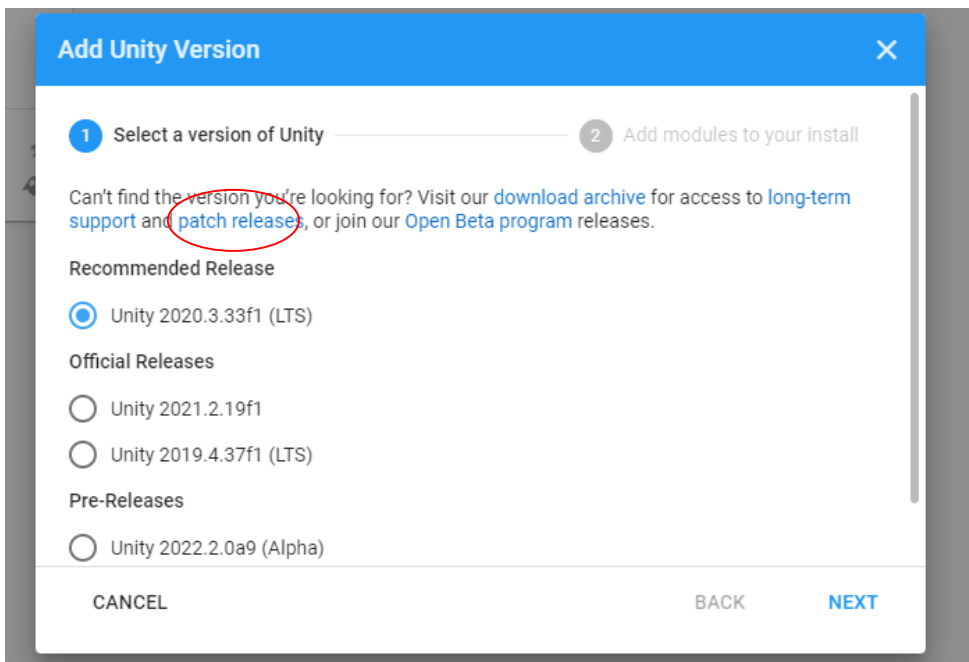 Add Unity Version
1 Select a version of Unity 2 Add modules to your install
Can't find the version you're looking for? Visit our download archive for access to long-term
support and patch releases, or join our Open Beta program releases.
Recommended Release
Unity 2020.3.33f1 (LTS)
Official Releases
Unity 2021.2.19f1
Unity 2019.4.37f1 (LTS)
Pre-Releases
Unity 2022.2.0a9 (Alpha)
CANCEL BACK NEXT